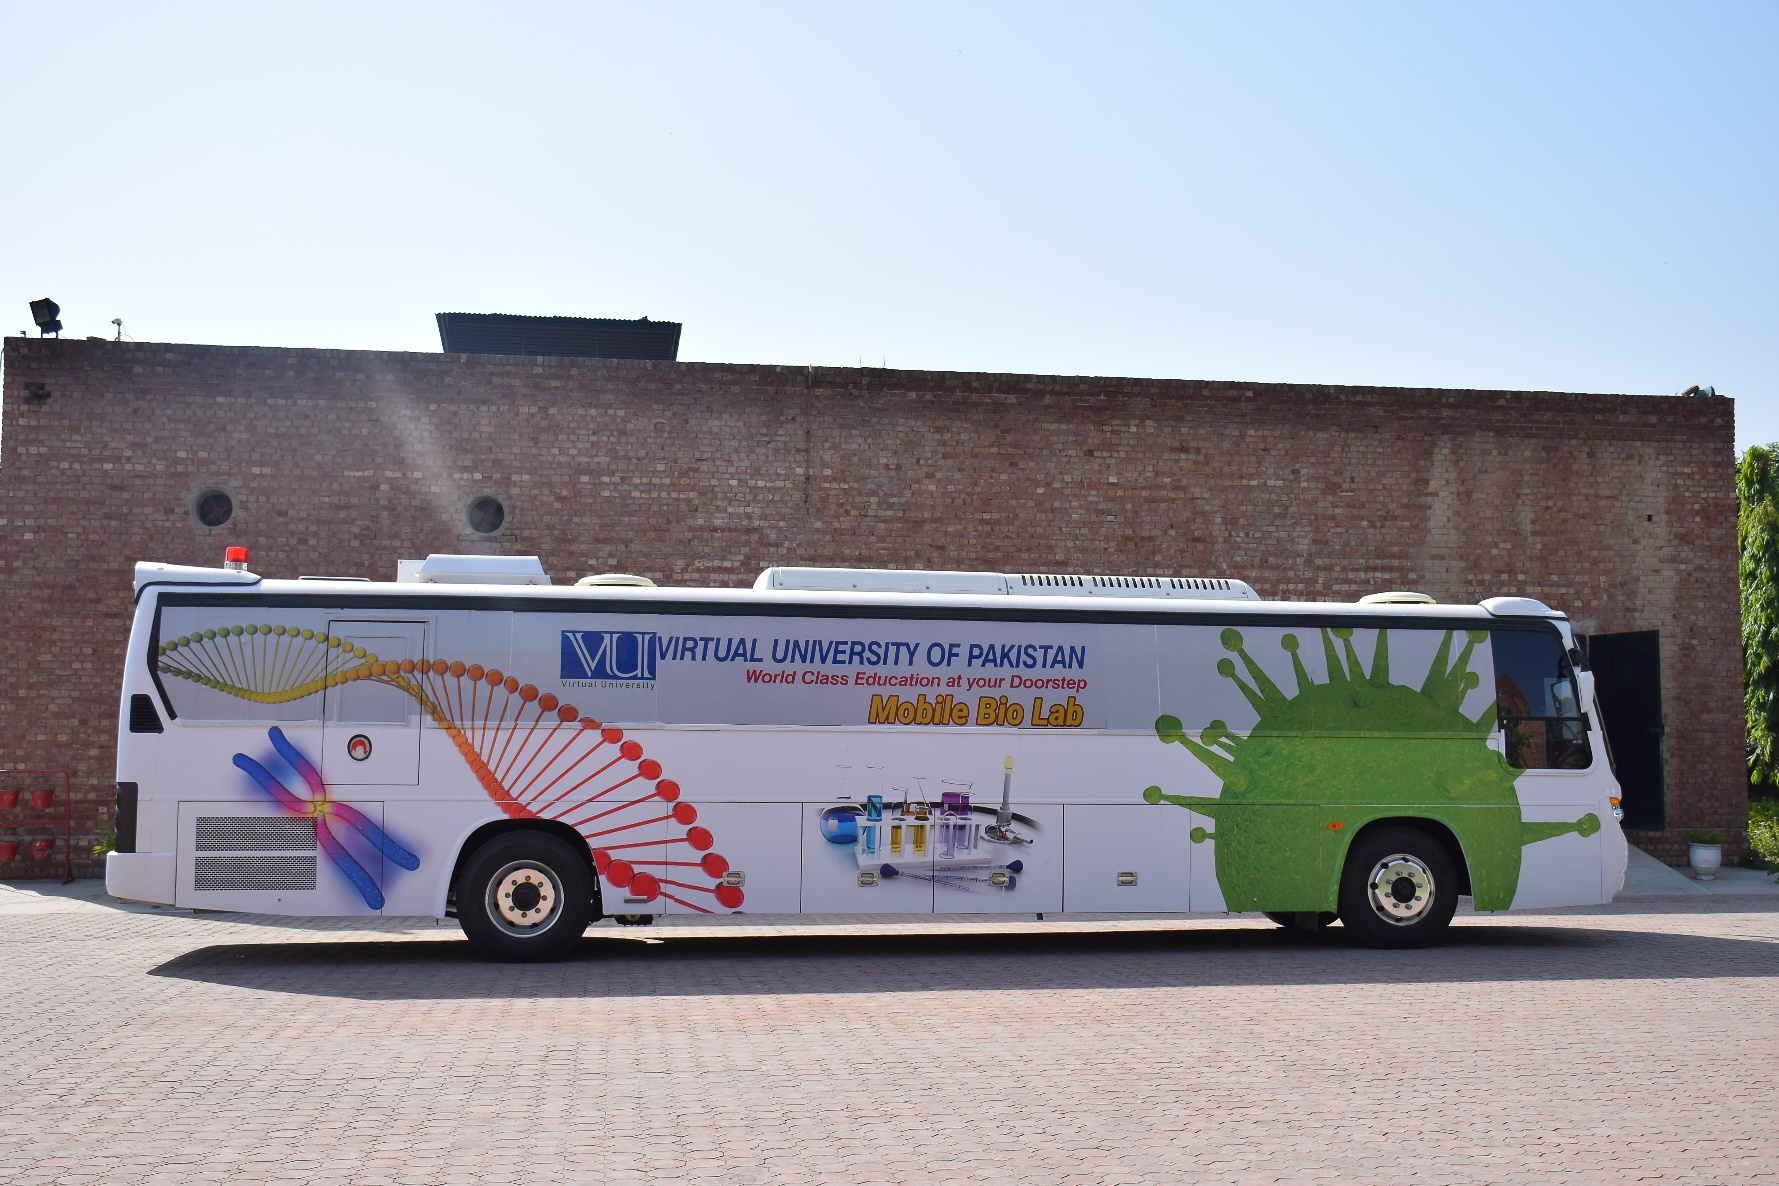 VU VIRTUAL UNIVERSITY OF PAKISTAN
Virtual University
World Class Education at your Doorstep
Mobile Bio Lab